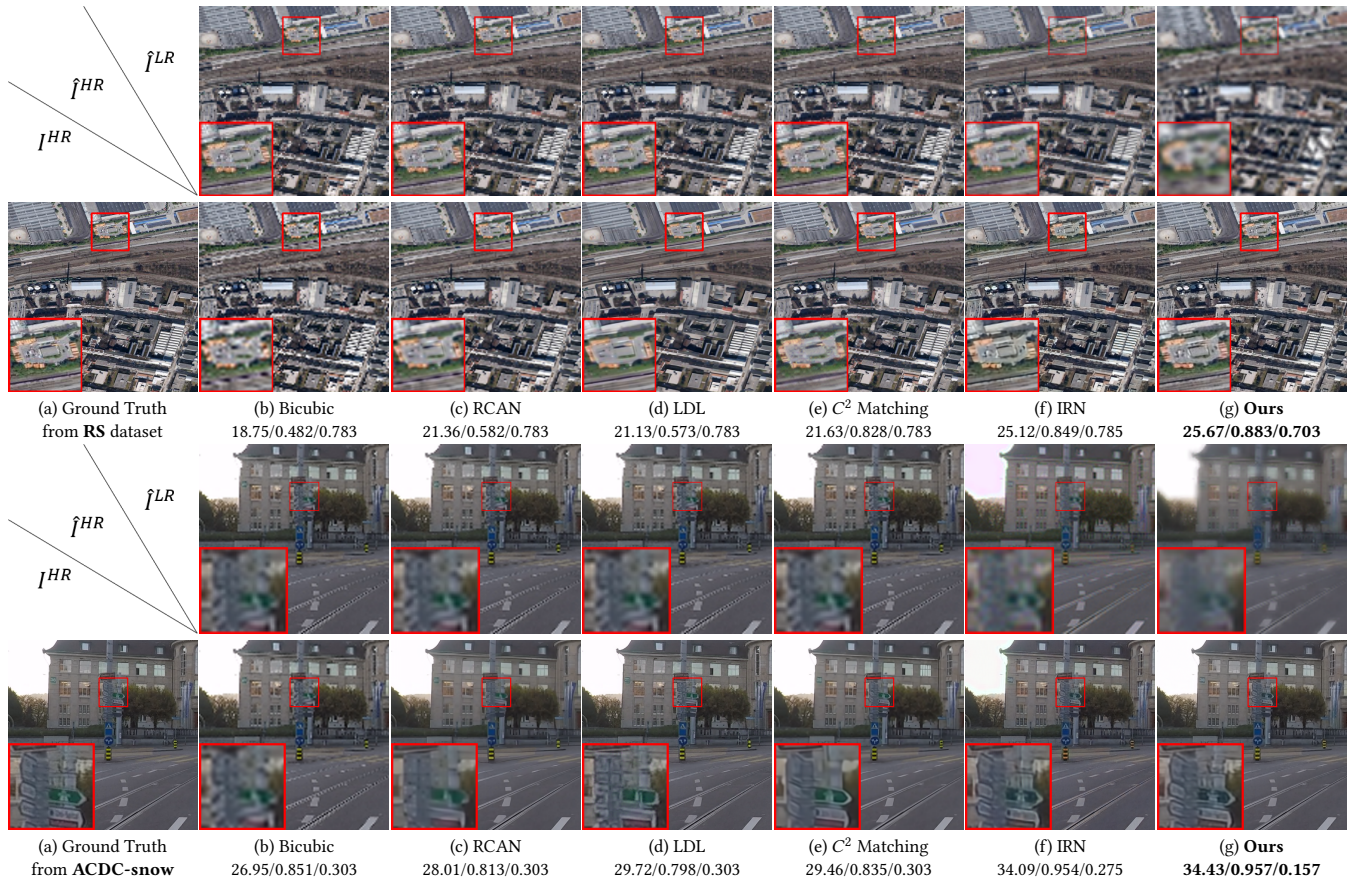 Î^{LR}
Î^{HR}
I^{HR}
(a) Ground Truth
from RS dataset
(b) Bicubic
18.75/0.482/0.783
(c) RCAN
21.36/0.582/0.783
(d) LDL
21.13/0.573/0.783
(e) C² Matching
21.63/0.828/0.783
(f) IRN
25.12/0.849/0.785
(g) Ours
25.67/0.883/0.703
Î^{LR}
Î^{HR}
I^{HR}
(a) Ground Truth
from ACDC-snow
(b) Bicubic
26.95/0.851/0.303
(c) RCAN
28.01/0.813/0.303
(d) LDL
29.72/0.798/0.303
(e) C² Matching
29.46/0.835/0.303
(f) IRN
34.09/0.954/0.275
(g) Ours
34.43/0.957/0.157